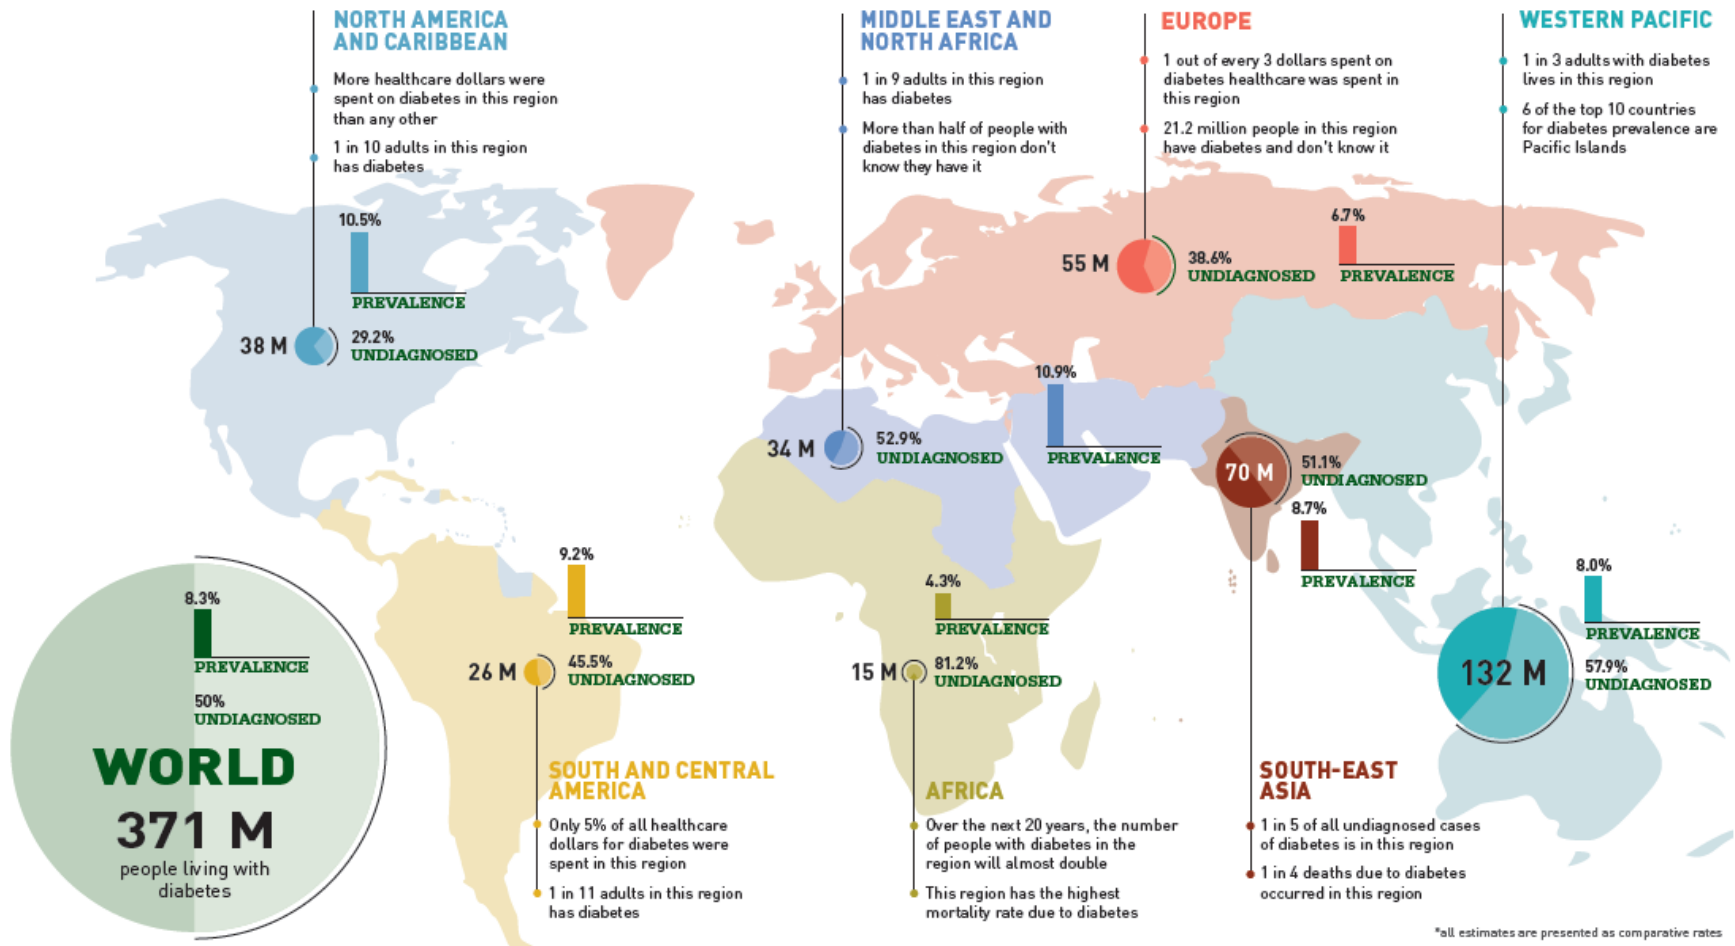 NORTH AMERICA
AND CARIBBEAN
More healthcare dollars were
spent on diabetes in this region
than any other
1 in 10 adults in this region
has diabetes
10.5%
PREVALENCE
38 M
29.2%
UNDIAGNOSED
MIDDLE EAST AND
NORTH AFRICA
1 in 9 adults in this region
has diabetes
More than half of people with
diabetes in this region don't
know they have it
34 M
52.9%
UNDIAGNOSED
10.9%
PREVALENCE
EUROPE
1 out of every 3 dollars spent on
diabetes healthcare was spent in
this region
21.2 million people in this region
have diabetes and don't know it
55 M
38.6%
UNDIAGNOSED
6.7%
PREVALENCE
WESTERN PACIFIC
1 in 3 adults with diabetes
lives in this region
6 of the top 10 countries
for diabetes prevalence are
Pacific Islands
8.0%
PREVALENCE
132 M
57.9%
UNDIAGNOSED
70 M
51.1%
UNDIAGNOSED
8.7%
PREVALENCE
SOUTH-EAST
ASIA
1 in 5 of all undiagnosed cases
of diabetes is in this region
1 in 4 deaths due to diabetes
occurred in this region
4.3%
PREVALENCE
15 M
81.2%
UNDIAGNOSED
AFRICA
Over the next 20 years, the number
of people with diabetes in the
region will almost double
This region has the highest
mortality rate due to diabetes
9.2%
PREVALENCE
26 M
45.5%
UNDIAGNOSED
SOUTH AND CENTRAL
AMERICA
Only 5% of all healthcare
dollars for diabetes were
spent in this region
1 in 11 adults in this region
has diabetes
8.3%
PREVALENCE
50%
UNDIAGNOSED
WORLD
371 M
people living with
diabetes
*all estimates are presented as comparative rates